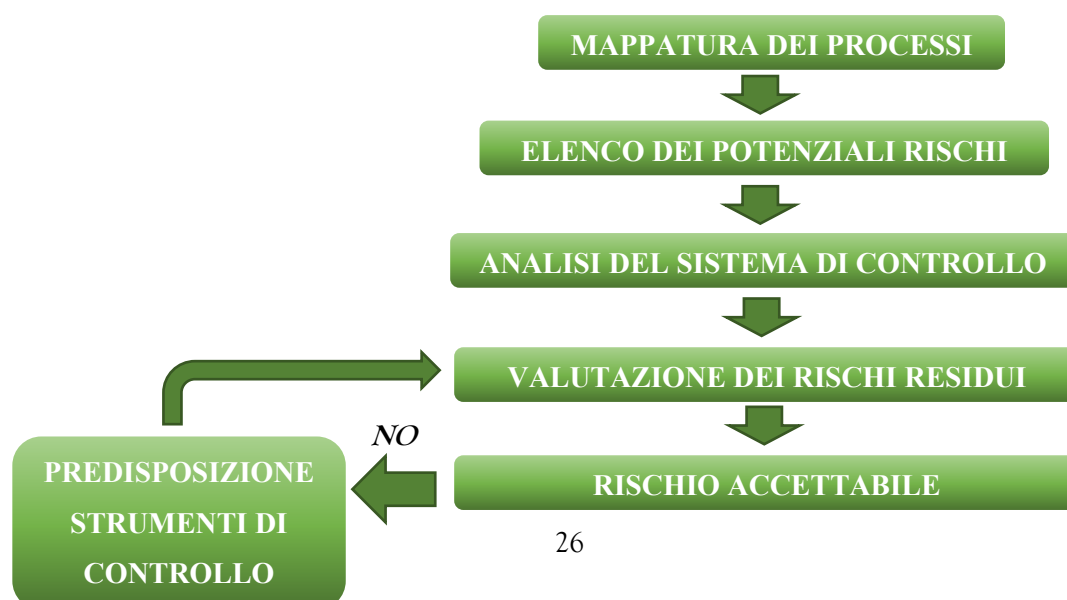 MAPPATURA DEI PROCESSI
ELENCO DEI POTENZIALI RISCHI
ANALISI DEL SISTEMA DI CONTROLLO
VALUTAZIONE DEI RISCHI RESIDUI
NO
RISCHIO ACCETTABILE
PREDISPOSIZIONE
STRUMENTI DI
CONTROLLO
26